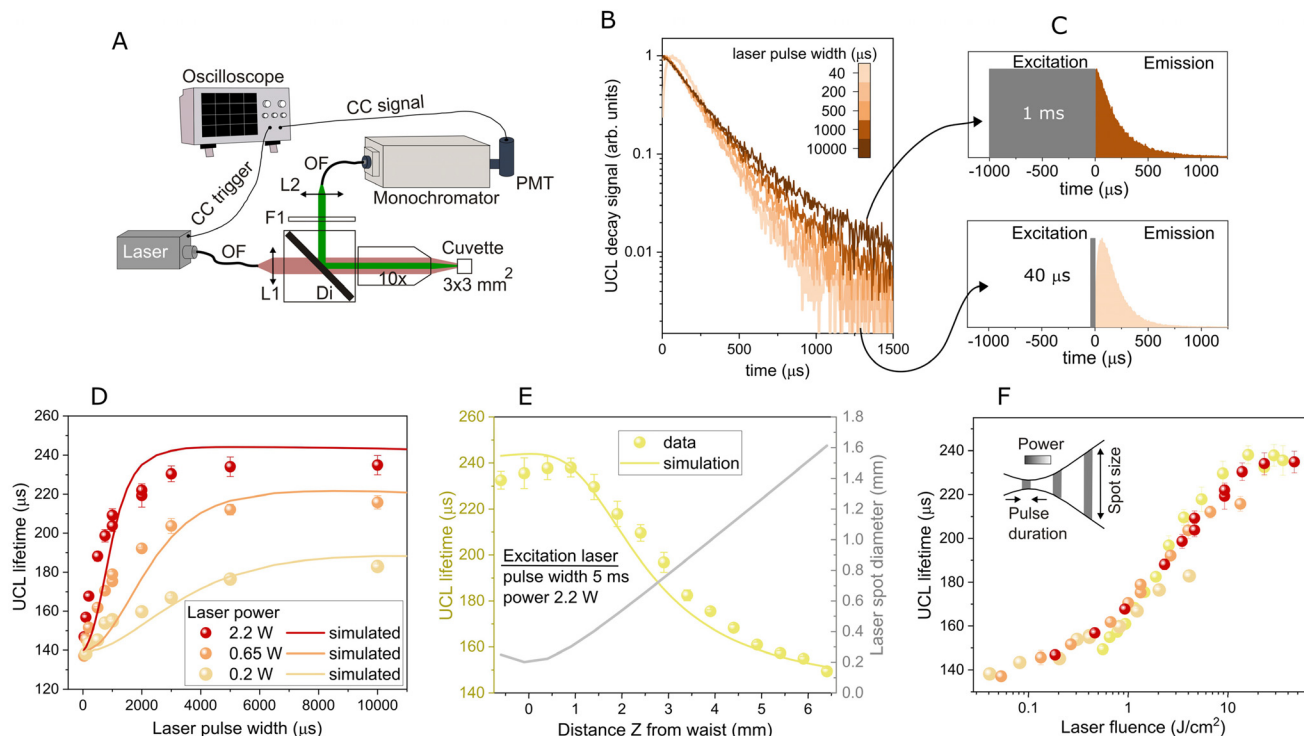 A
Oscilloscope
CC signal
CC trigger
OF
L2
Monochromator
PMT
F1
Laser
OF
L1
Di
10x
Cuvette
3x3 mm²
B
UCL decay signal (arb. units)
1
0.1
0.01
laser pulse width (μs)
40
200
500
1000
10000
0
500
1000
1500
time (μs)
C
Excitation
Emission
1 ms
-1000
-500
0
500
1000
time (μs)
Excitation
Emission
40 μs
-1000
-500
0
500
1000
time (μs)
D
UCL lifetime (μs)
260
240
220
200
180
160
140
120
Laser power
2.2 W simulated
0.65 W simulated
0.2 W simulated
0
2000
4000
6000
8000
10000
Laser pulse width (μs)
E
UCL lifetime (μs)
260
240
220
200
180
160
140
data
simulation
Excitation laser
pulse width 5 ms
power 2.2 W
1.8
1.6
1.4
1.2
1.0
0.8
0.6
0.4
0.2
0.0
Laser spot diameter (mm)
0
1
2
3
4
5
6
Distance Z from waist (mm)
F
UCL lifetime (μs)
260
240
220
200
180
160
140
Power
Spot size
Pulse
duration
0.1
1
10
Laser fluence (J/cm²)